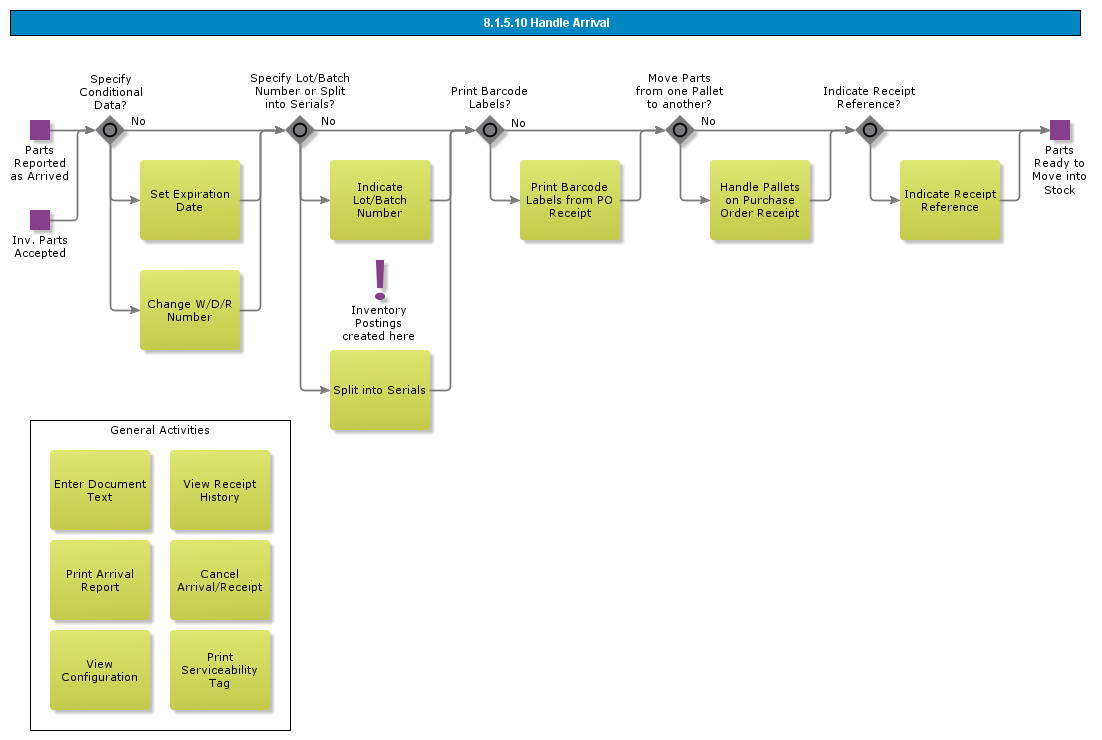 8.1.5.10 Handle Arrival
Specify
Conditional
Data?
Specify Lot/Batch
Number or Split
into Serials?
Print Barcode
Labels?
Move Parts
from one Pallet
to another?
Indicate Receipt
Reference?
No
No
No
No
Parts
Reported
as Arrived
Inv. Parts
Accepted
Parts
Ready to
Move into
Stock
Set Expiration
Date
Indicate
Lot/Batch
Number
Print Barcode
Labels from PO
Receipt
Handle Pallets
on Purchase
Order Receipt
Indicate Receipt
Reference
Change W/D/R
Number
!
Inventory
Postings
created here
Split into Serials
General Activities
Enter Document
Text
View Receipt
History
Print Arrival
Report
Cancel
Arrival/Receipt
View
Configuration
Print
Serviceability
Tag